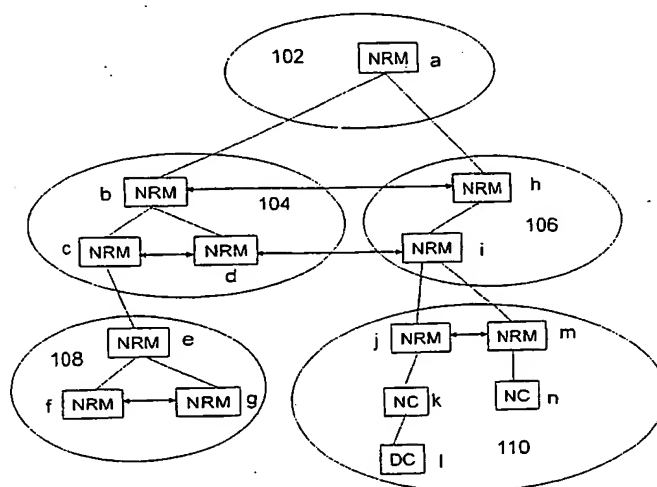 102 NRM a
b NRM 104 NRM h
c NRM NRM NRM i 106
d
NRM e j NRM NRM m
108
f NRM NRM g NC k NC n
110
DC l